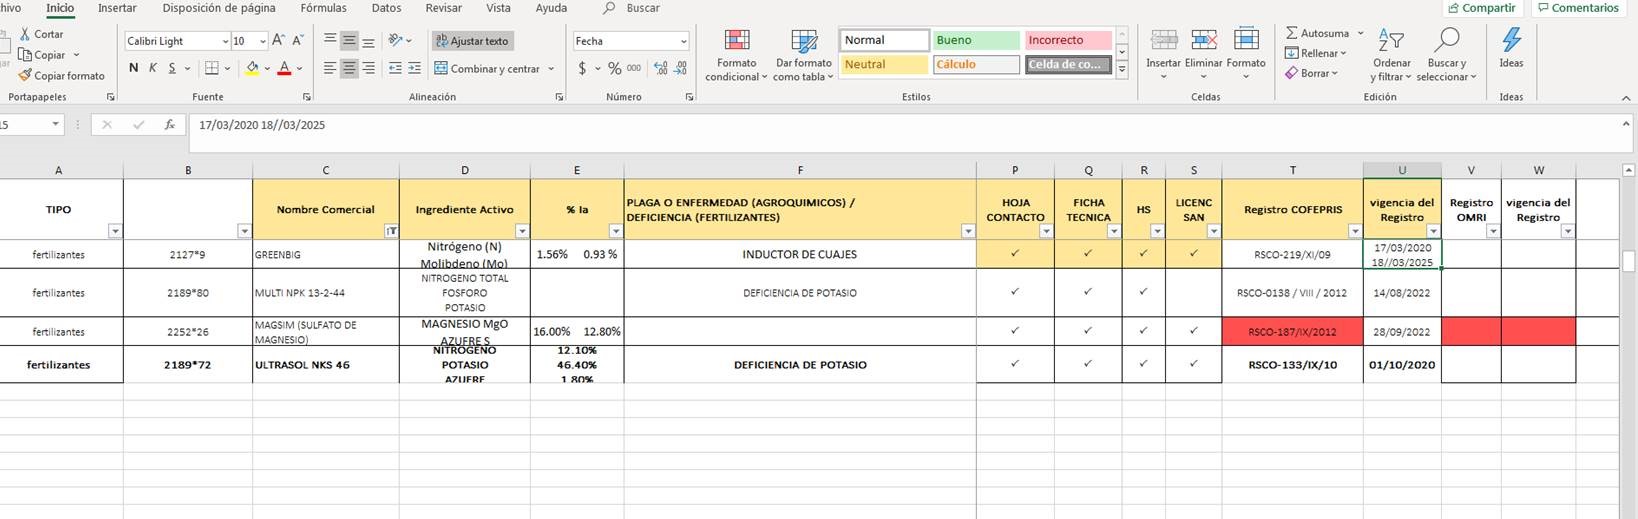 Inicio Insertar Disposición de página Fórmulas Datos Revisar Vista Ayuda Buscar Compartir Comentarios
Cortar
Copiar
Copiar formato
Portapapeles
Calibri Light 10 A A
N K S A
Fuente
ab Ajustar texto
Combinar y centrar
Alineación
Fecha
$ % 000
Número
Formato condicional
Dar formato como tabla
Normal Bueno Incorrecto
Neutral Cálculo Celda de co...
Estilos
Insertar Eliminar Formato
Celdas
Autosuma
Rellenar
Borrar
Ordenar y filtrar
Buscar y seleccionar
Edición
Ideas
Ideas
fx 17/03/2020 18//03/2025
A B C D E F P Q R S T U V W
TIPO
Nombre Comercial
Ingrediente Activo
% Ia
PLAGA O ENFERMEDAD (AGROQUIMICOS) /
DEFICIENCIA (FERTILIZANTES)
HOJA
CONTACTO
FICHA
TECNICA
HS
LICENC
SAN
Registro COFEPRIS
vigencia del
Registro
Registro
OMRI
vigencia del
Registro
fertilizantes 2127*9 GREENBIG
Nitrógeno (N)
Molibdeno (Mo)
1.56% 0.93 % INDUCTOR DE CUAJES ✓ ✓ ✓ ✓ RSCO-219/XI/09
17/03/2020
18//03/2025
fertilizantes 2189*80 MULTI NPK 13-2-44
NITROGENO TOTAL
FOSFORO
POTASIO
DEFICIENCIA DE POTASIO ✓ ✓ ✓ RSCO-0138 / VIII / 2012 14/08/2022
fertilizantes 2252*26
MAGSIM (SULFATO DE
MAGNESIO)
MAGNESIO MgO
AZUFRE S
16.00% 12.80% ✓ ✓ ✓ ✓ RSCO-187/IX/2012 28/09/2022
fertilizantes 2189*72 ULTRASOL NKS 46
NITROGENO
POTASIO
AZUFRE
12.10%
46.40%
1.80%
DEFICIENCIA DE POTASIO ✓ ✓ ✓ ✓ RSCO-133/IX/10 01/10/2020